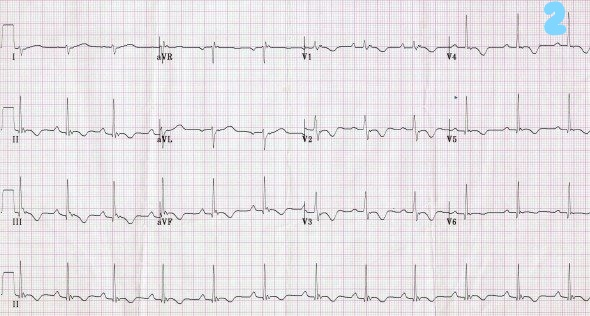 2
I aVR V1 V4
II aVL V2 V5
III aVF V3 V6
II